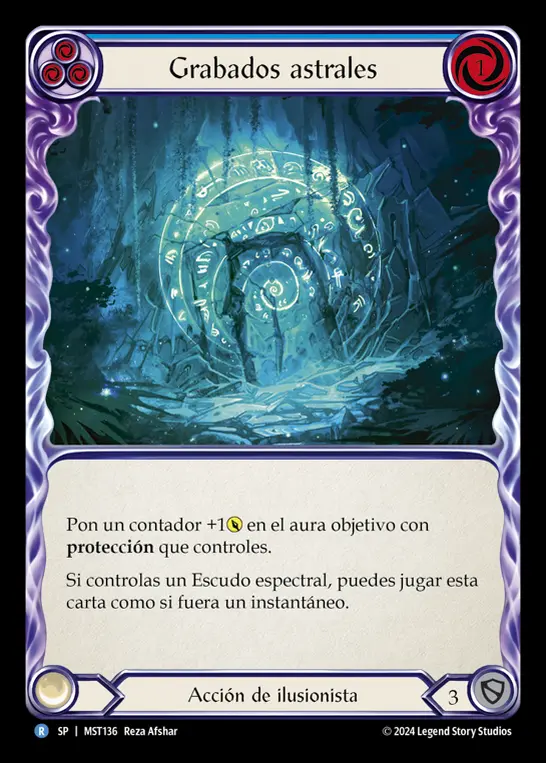 Grabados astrales
1
Pon un contador +1 en el aura objetivo con
protección que controles.
Si controlas un Escudo espectral, puedes jugar esta
carta como si fuera un instantáneo.
Acción de ilusionista
3
R SP | MST136 Reza Afshar
© 2024 Legend Story Studios